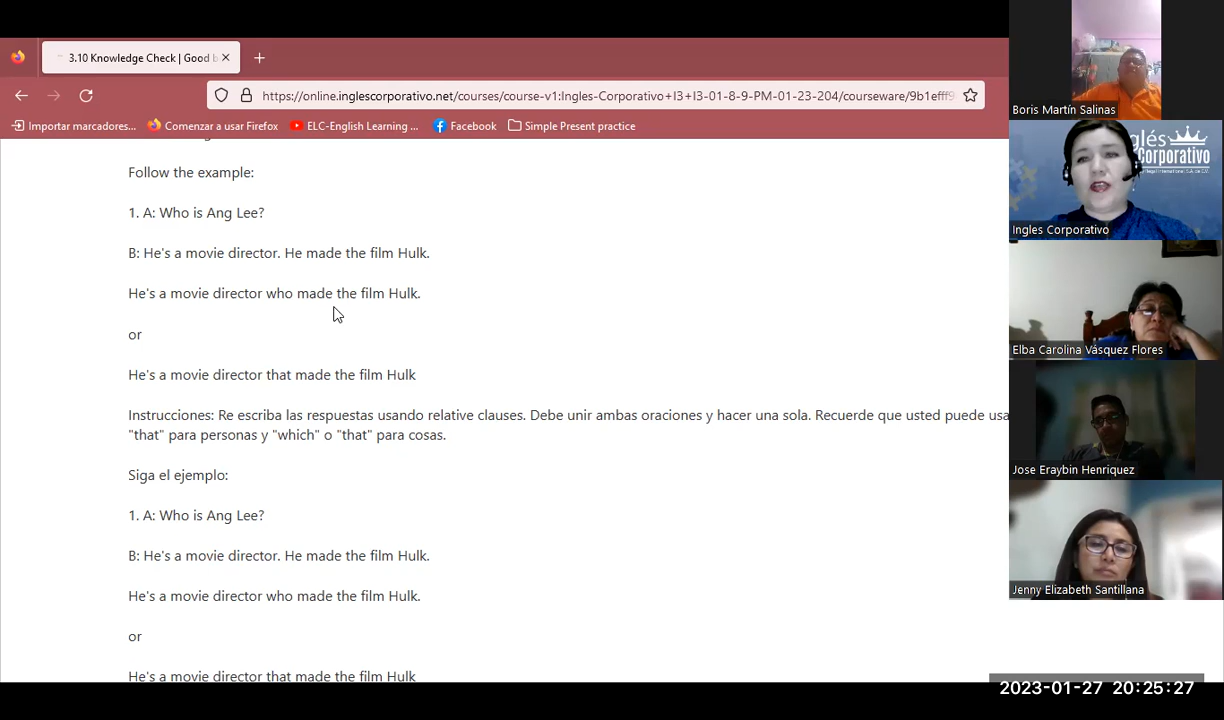 3.10 Knowledge Check | Good b
https://online.inglescorporativo.net/courses/course-v1:Ingles-Corporativo+I3+I3-01-8-9-PM-01-23-204/courseware/9b1efff9
Importar marcadores...
Comenzar a usar Firefox
ELC-English Learning ...
Facebook
Simple Present practice
Follow the example:
1. A: Who is Ang Lee?
B: He's a movie director. He made the film Hulk.
He's a movie director who made the film Hulk.
or
He's a movie director that made the film Hulk
Instrucciones: Re escriba las respuestas usando relative clauses. Debe unir ambas oraciones y hacer una sola. Recuerde que usted puede usa
"that" para personas y "which" o "that" para cosas.
Siga el ejemplo:
1. A: Who is Ang Lee?
B: He's a movie director. He made the film Hulk.
He's a movie director who made the film Hulk.
or
He's a movie director that made the film Hulk
Boris Martín Salinas
glés
Corporativo
Ingles Corporativo
Elba Carolina Vásquez Flores
Jose Eraybin Henriquez
Jenny Elizabeth Santillana
2023-01-27 20:25:27